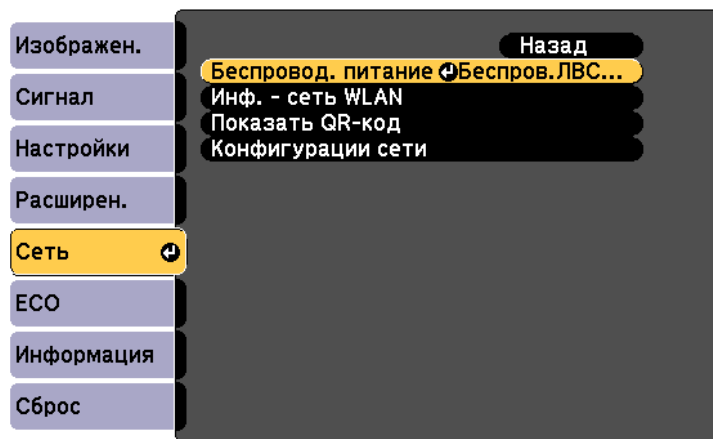 Изображен.
Сигнал
Настройки
Расширен.
Сеть
ECO
Информация
Сброс
Назад
Беспровод. питание Беспров.ЛВС...
Инф. - сеть WLAN
Показать QR-код
Конфигурации сети